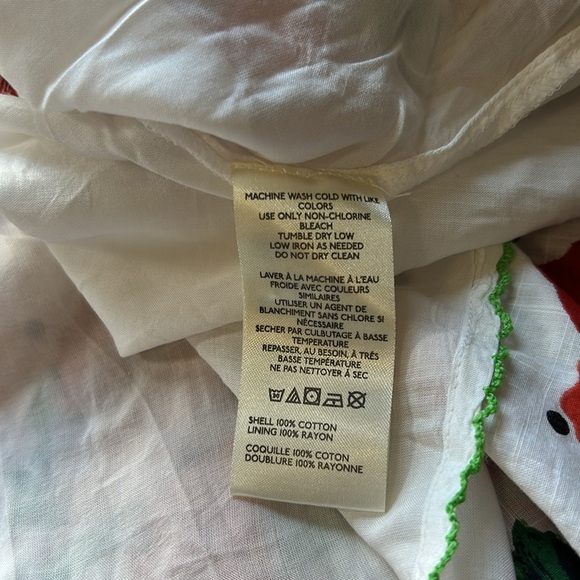 MACHINE WASH COLD WITH LIKE
COLORS
USE ONLY NON-CHLORINE
BLEACH
TUMBLE DRY LOW
LOW IRON AS NEEDED
DO NOT DRY CLEAN
LAVER À LA MACHINE À L'EAU
FROIDE AVEC COULEURS
SIMILAIRES
UTILISER UN AGENT DE
BLANCHIMENT SANS CHLORE SI
NÉCESSAIRE
SÉCHER PAR CULBUTAGE À BASSE
TEMPERATURE
REPASSER, AU BESOIN, À TRÈS
BASSE TEMPÉRATURE
NE PAS NETTOYER À SEC
30
SHELL 100% COTTON
LINING 100% RAYON
COQUILLE 100% COTON
DOUBLURE 100% RAYONNE